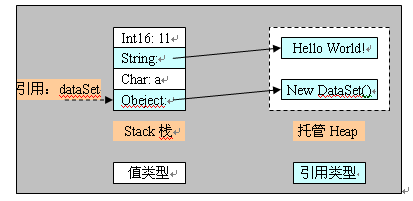 Int16: 11
String:
Hello World!
Char: a
引用：dataSet
Obeject:
New DataSet()
Stack 栈
托管 Heap
值类型
引用类型